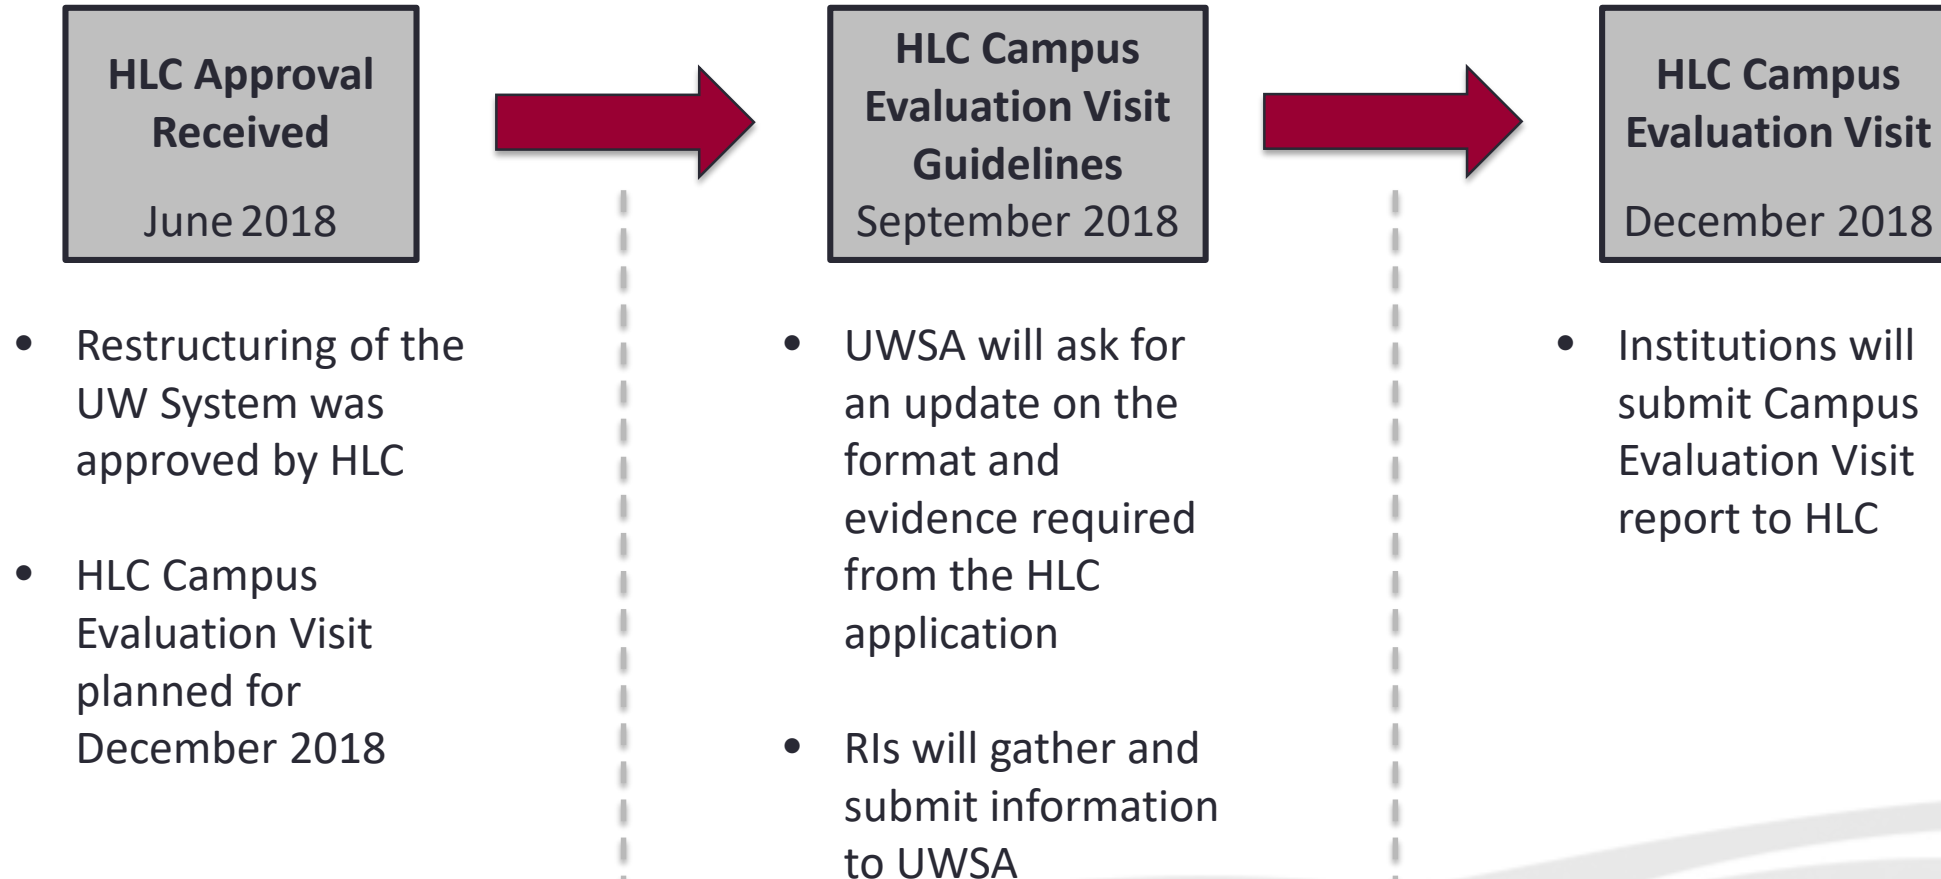 HLC Approval
Received
June 2018
• Restructuring of the
UW System was
approved by HLC
• HLC Campus
Evaluation Visit
planned for
December 2018
HLC Campus
Evaluation Visit
Guidelines
September 2018
• UWSA will ask for
an update on the
format and
evidence required
from the HLC
application
• RIs will gather and
submit information
to UWSA
HLC Campus
Evaluation Visit
December 2018
• Institutions will
submit Campus
Evaluation Visit
report to HLC